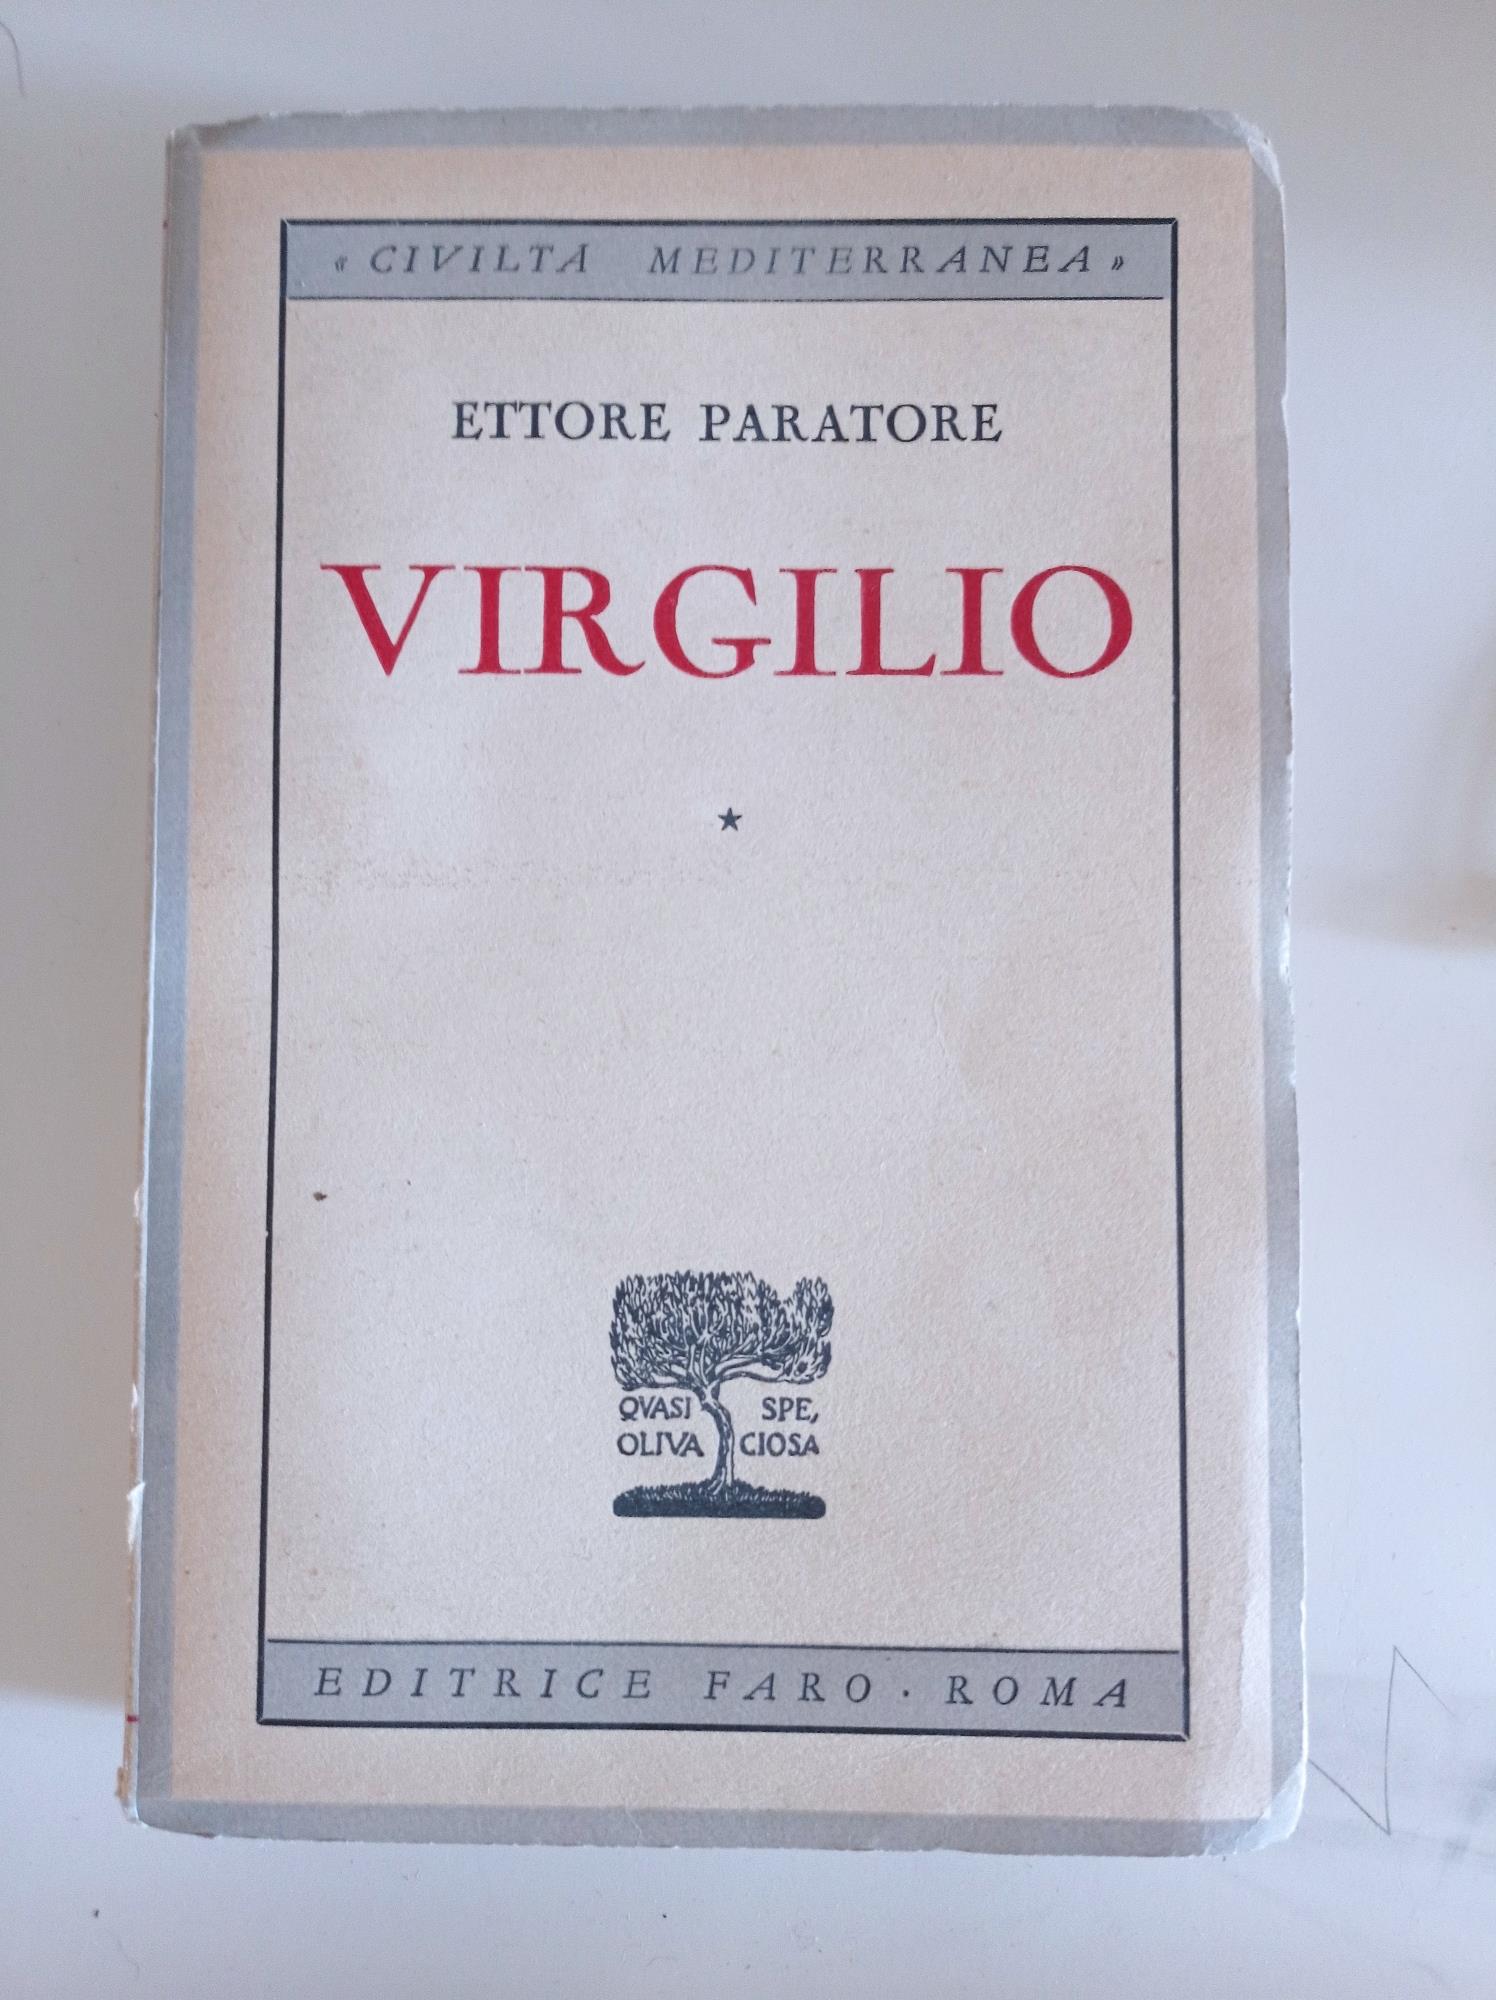 « CIVILTÀ MEDITERRANEA »
ETTORE PARATORE
VIRGILIO
★
QVASI SPE,
OLIVA CIOSA
EDITRICE FARO · ROMA